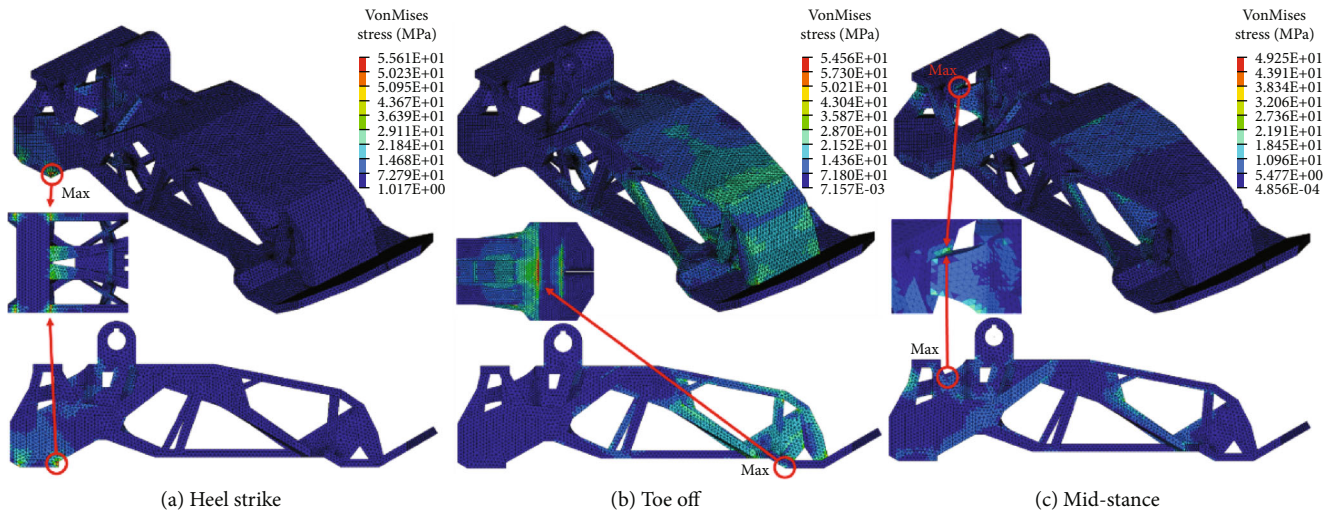 VonMises
stress (MPa)
5.561E+01
5.023E+01
5.095E+01
4.367E+01
3.639E+01
2.911E+01
2.184E+01
1.468E+01
7.279E+01
1.017E+00
Max
(a) Heel strike
VonMises
stress (MPa)
5.456E+01
5.730E+01
5.021E+01
4.304E+01
3.587E+01
2.870E+01
2.152E+01
1.436E+01
7.180E+01
7.157E-03
Max
(b) Toe off
VonMises
stress (MPa)
4.925E+01
4.391E+01
3.834E+01
3.206E+01
2.736E+01
2.191E+01
1.845E+01
1.096E+01
5.477E+00
4.856E-04
Max
Max
(c) Mid-stance